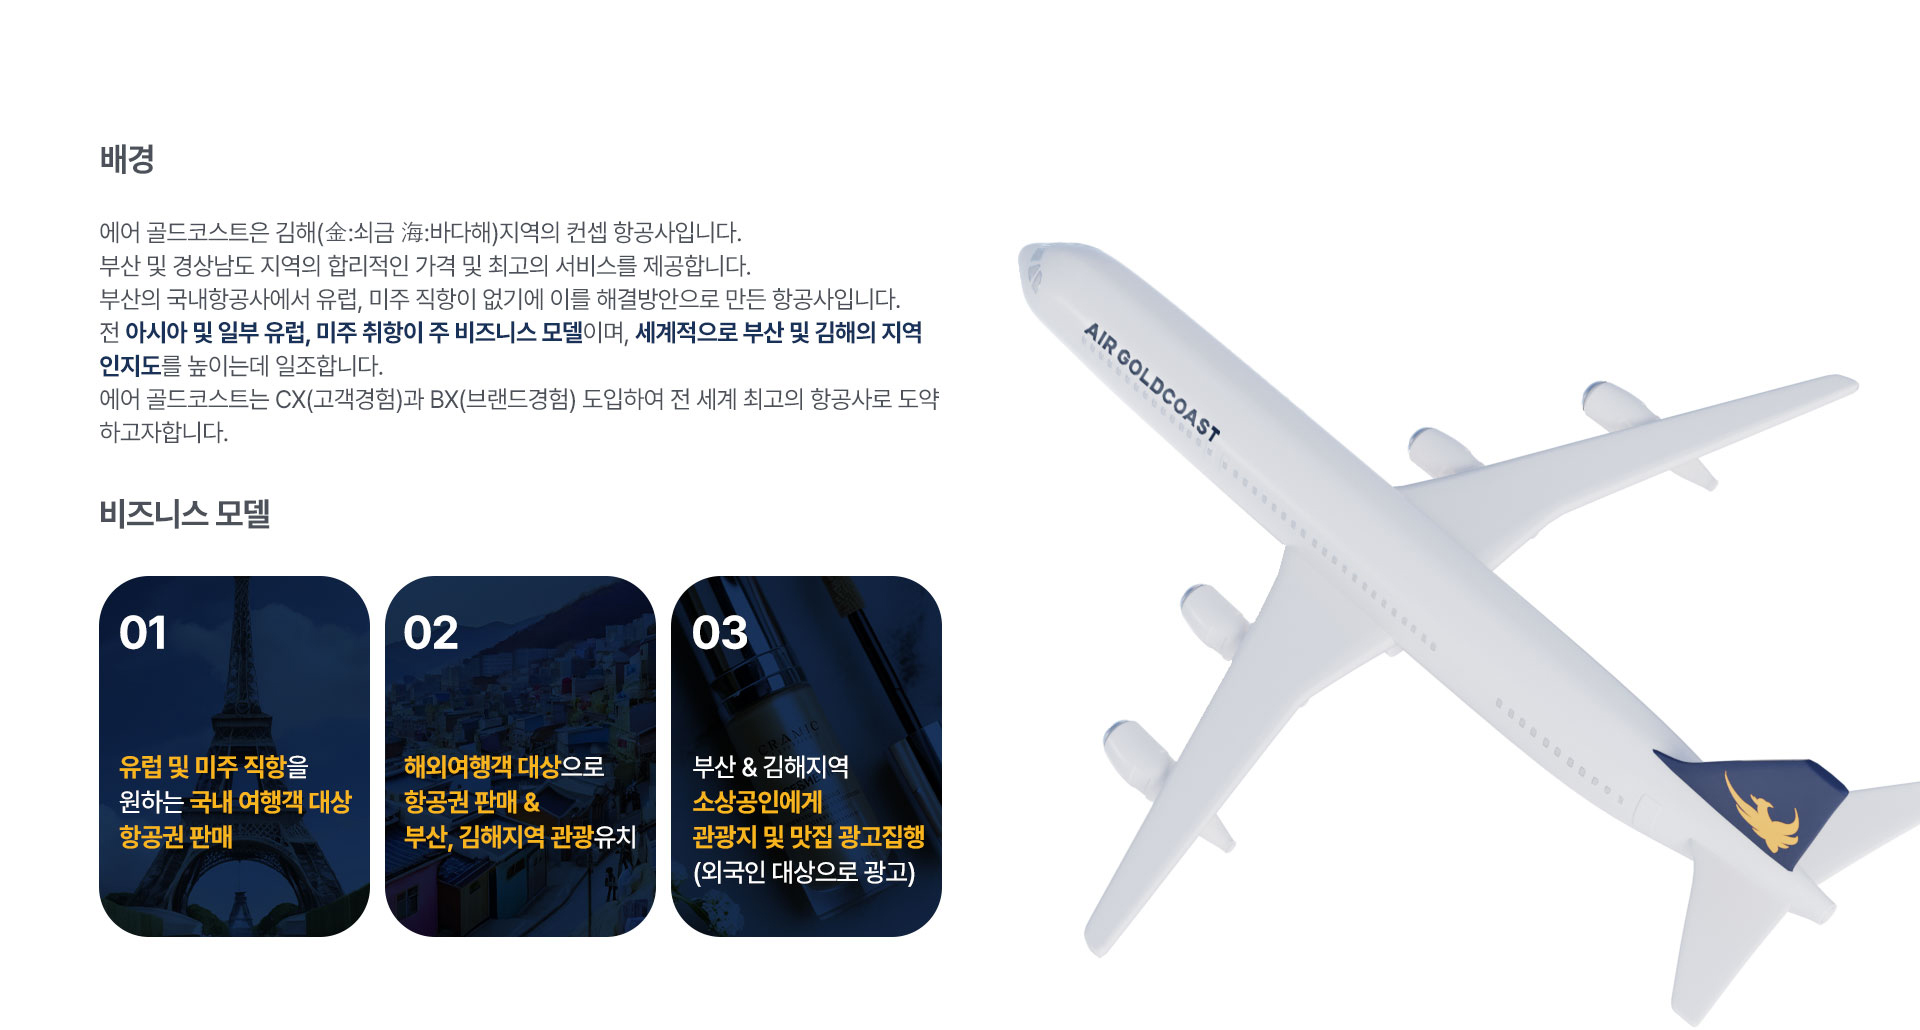 배경
에어 골드코스트은 김해(金:쇠금 海:바다해)지역의 컨셉 항공사입니다.
부산 및 경상남도 지역의 합리적인 가격 및 최고의 서비스를 제공합니다.
부산의 국내항공사에서 유럽, 미주 직항이 없기에 이를 해결방안으로 만든 항공사입니다.
전 아시아 및 일부 유럽, 미주 취항이 주 비즈니스 모델이며, 세계적으로 부산 및 김해의 지역
인지도를 높이는데 일조합니다.
에어 골드코스트는 CX(고객경험)과 BX(브랜드경험) 도입하여 전 세계 최고의 항공사로 도약
하고자합니다.
비즈니스 모델
01
유럽 및 미주 직항을
원하는 국내 여행객 대상
항공권 판매
02
해외여행객 대상으로
항공권 판매 &
부산, 김해지역 관광유치
03
부산 & 김해지역
소상공인에게
관광지 및 맛집 광고집행
(외국인 대상으로 광고)
AIR GOLDCOAST